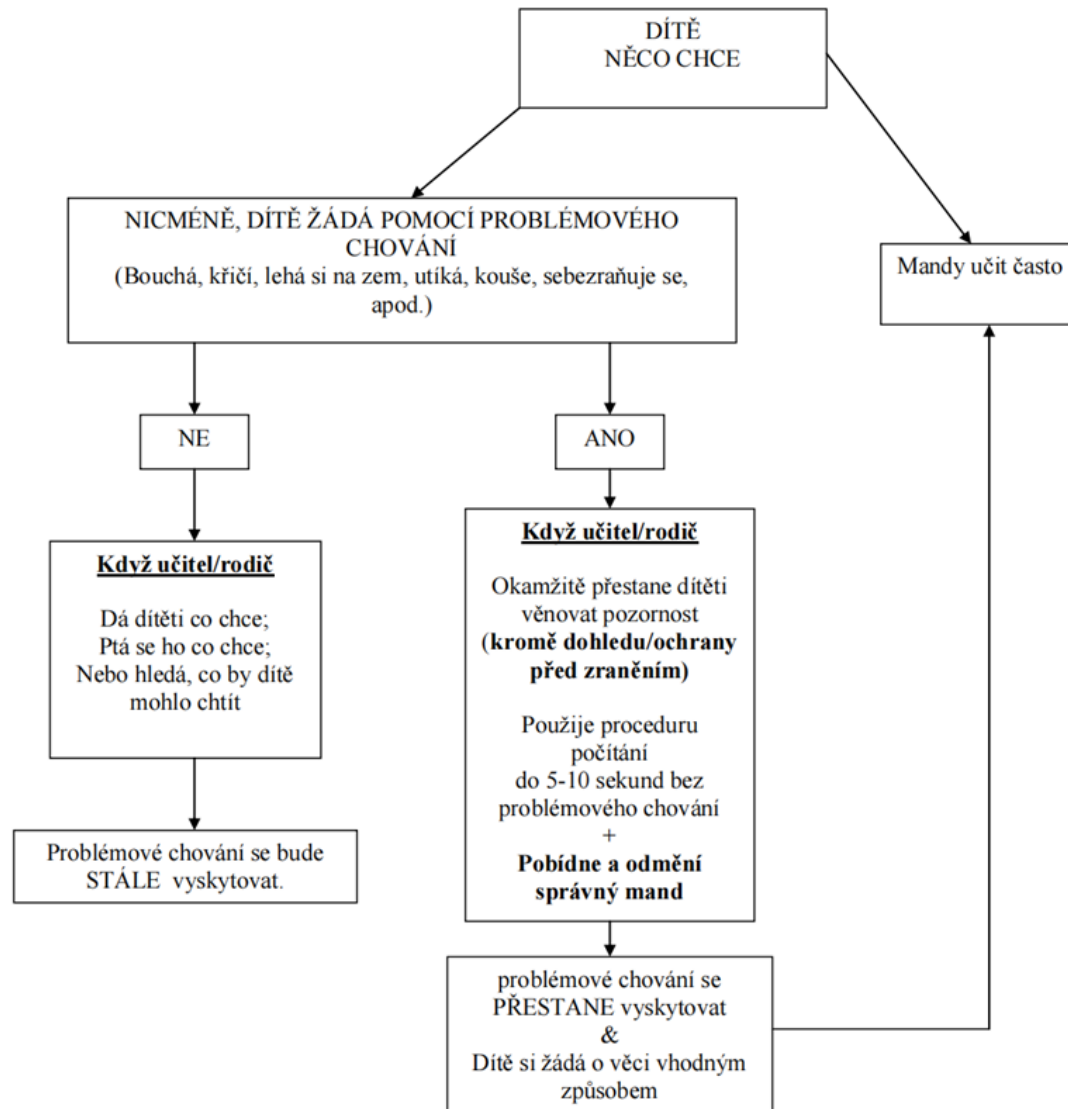 DÍTĚ
NĚCO CHCE
NICMÉNĚ, DÍTĚ ŽÁDÁ POMOCÍ PROBLÉMOVÉHO
CHOVÁNÍ
(Bouchá, křičí, lehá si na zem, utíká, kouše, sebezraňuje se,
apod.)
Mandy učit často
NE
ANO
Když učitel/rodič
Dá dítěti co chce;
Ptá se ho co chce;
Nebo hledá, co by dítě
mohlo chtít
Problémové chování se bude
STÁLE vyskytovat.
Když učitel/rodič
Okamžitě přestane dítěti
věnovat pozornost
(kromě dohledu/ochrany
před zraněním)
Použije proceduru
počítání
do 5-10 sekund bez
problémového chování
+
Pobídne a odmění
správný mand
problémové chování se
PŘESTANE vyskytovat
&
Dítě si žádá o věci vhodným
způsobem